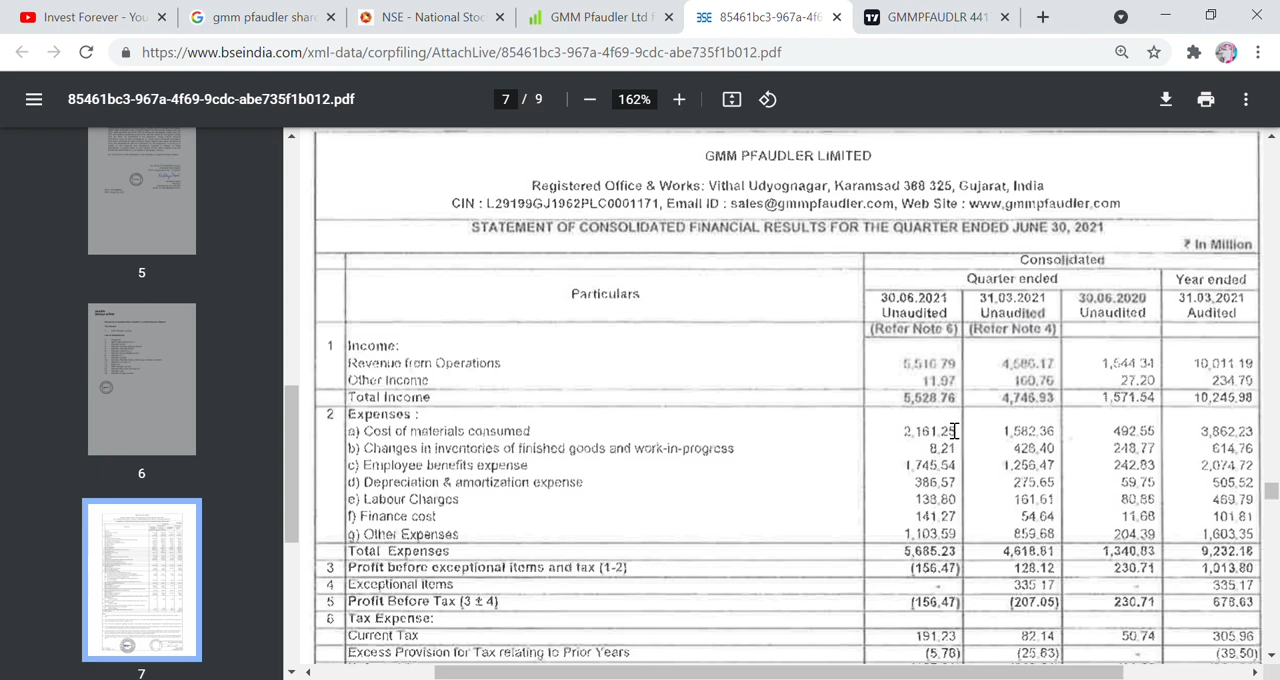 Invest Forever - You
gmm pfaudler shar
NSE - National Stoc
GMM Pfaudler Ltd f
85461bc3-967a-4f6
GMMPFAUDLR 441
https://www.bseindia.com/xml-data/corpfiling/AttachLive/85461bc3-967a-4f69-9cdc-abe735f1b012.pdf
85461bc3-967a-4f69-9cdc-abe735f1b012.pdf
7 / 9
162%
5
6
7
GMM PFAUDLER LIMITED
Registered Office & Works: Vithal Udyognagar, Karamsad 388 325, Gujarat, India
CIN : L29199GJ1962PLC0001171, Email ID : sales@gmmpfaudler.com, Web Site : www.gmmpfaudler.com
STATEMENT OF CONSOLIDATED FINANCIAL RESULTS FOR THE QUARTER ENDED JUNE 30, 2021
₹ In Million
Consolidated
Particulars Quarter ended Year ended
30.06.2021 31.03.2021 30.06.2020 31.03.2021
Unaudited Unaudited Unaudited Audited
(Refer Note 6) (Refer Note 4)
1 Income:
Revenue from Operations 5,516.79 4,586.17 1,544.34 10,011.19
Other Income 11.97 160.76 27.20 234.79
Total Income 5,528.76 4,746.93 1,571.54 10,245.98
2 Expenses :
a) Cost of materials consumed 2,161.25 1,582.36 492.55 3,862.23
b) Changes in inventories of finished goods and work-in-progress 8.21 428.40 248.77 614.76
c) Employee benefits expense 1,745.54 1,256.47 242.83 2,074.72
d) Depreciation & amortization expense 386.57 275.65 59.75 505.52
e) Labour Charges 138.80 161.61 80.86 469.79
f) Finance cost 141.27 54.64 11.68 101.81
g) Other Expenses 1,103.59 859.68 204.39 1,603.35
Total Expenses 5,685.23 4,618.81 1,340.83 9,232.18
3 Profit before exceptional items and tax (1-2) (156.47) 128.12 230.71 1,013.80
4 Exceptional items - 335.17 - 335.17
5 Profit Before Tax (3 ± 4) (156.47) (207.05) 230.71 678.63
6 Tax Expense:
Current Tax 191.23 50.74 305.96
Excess Provision for Tax relating to Prior Years (5.78) (25.63) - (39.50)